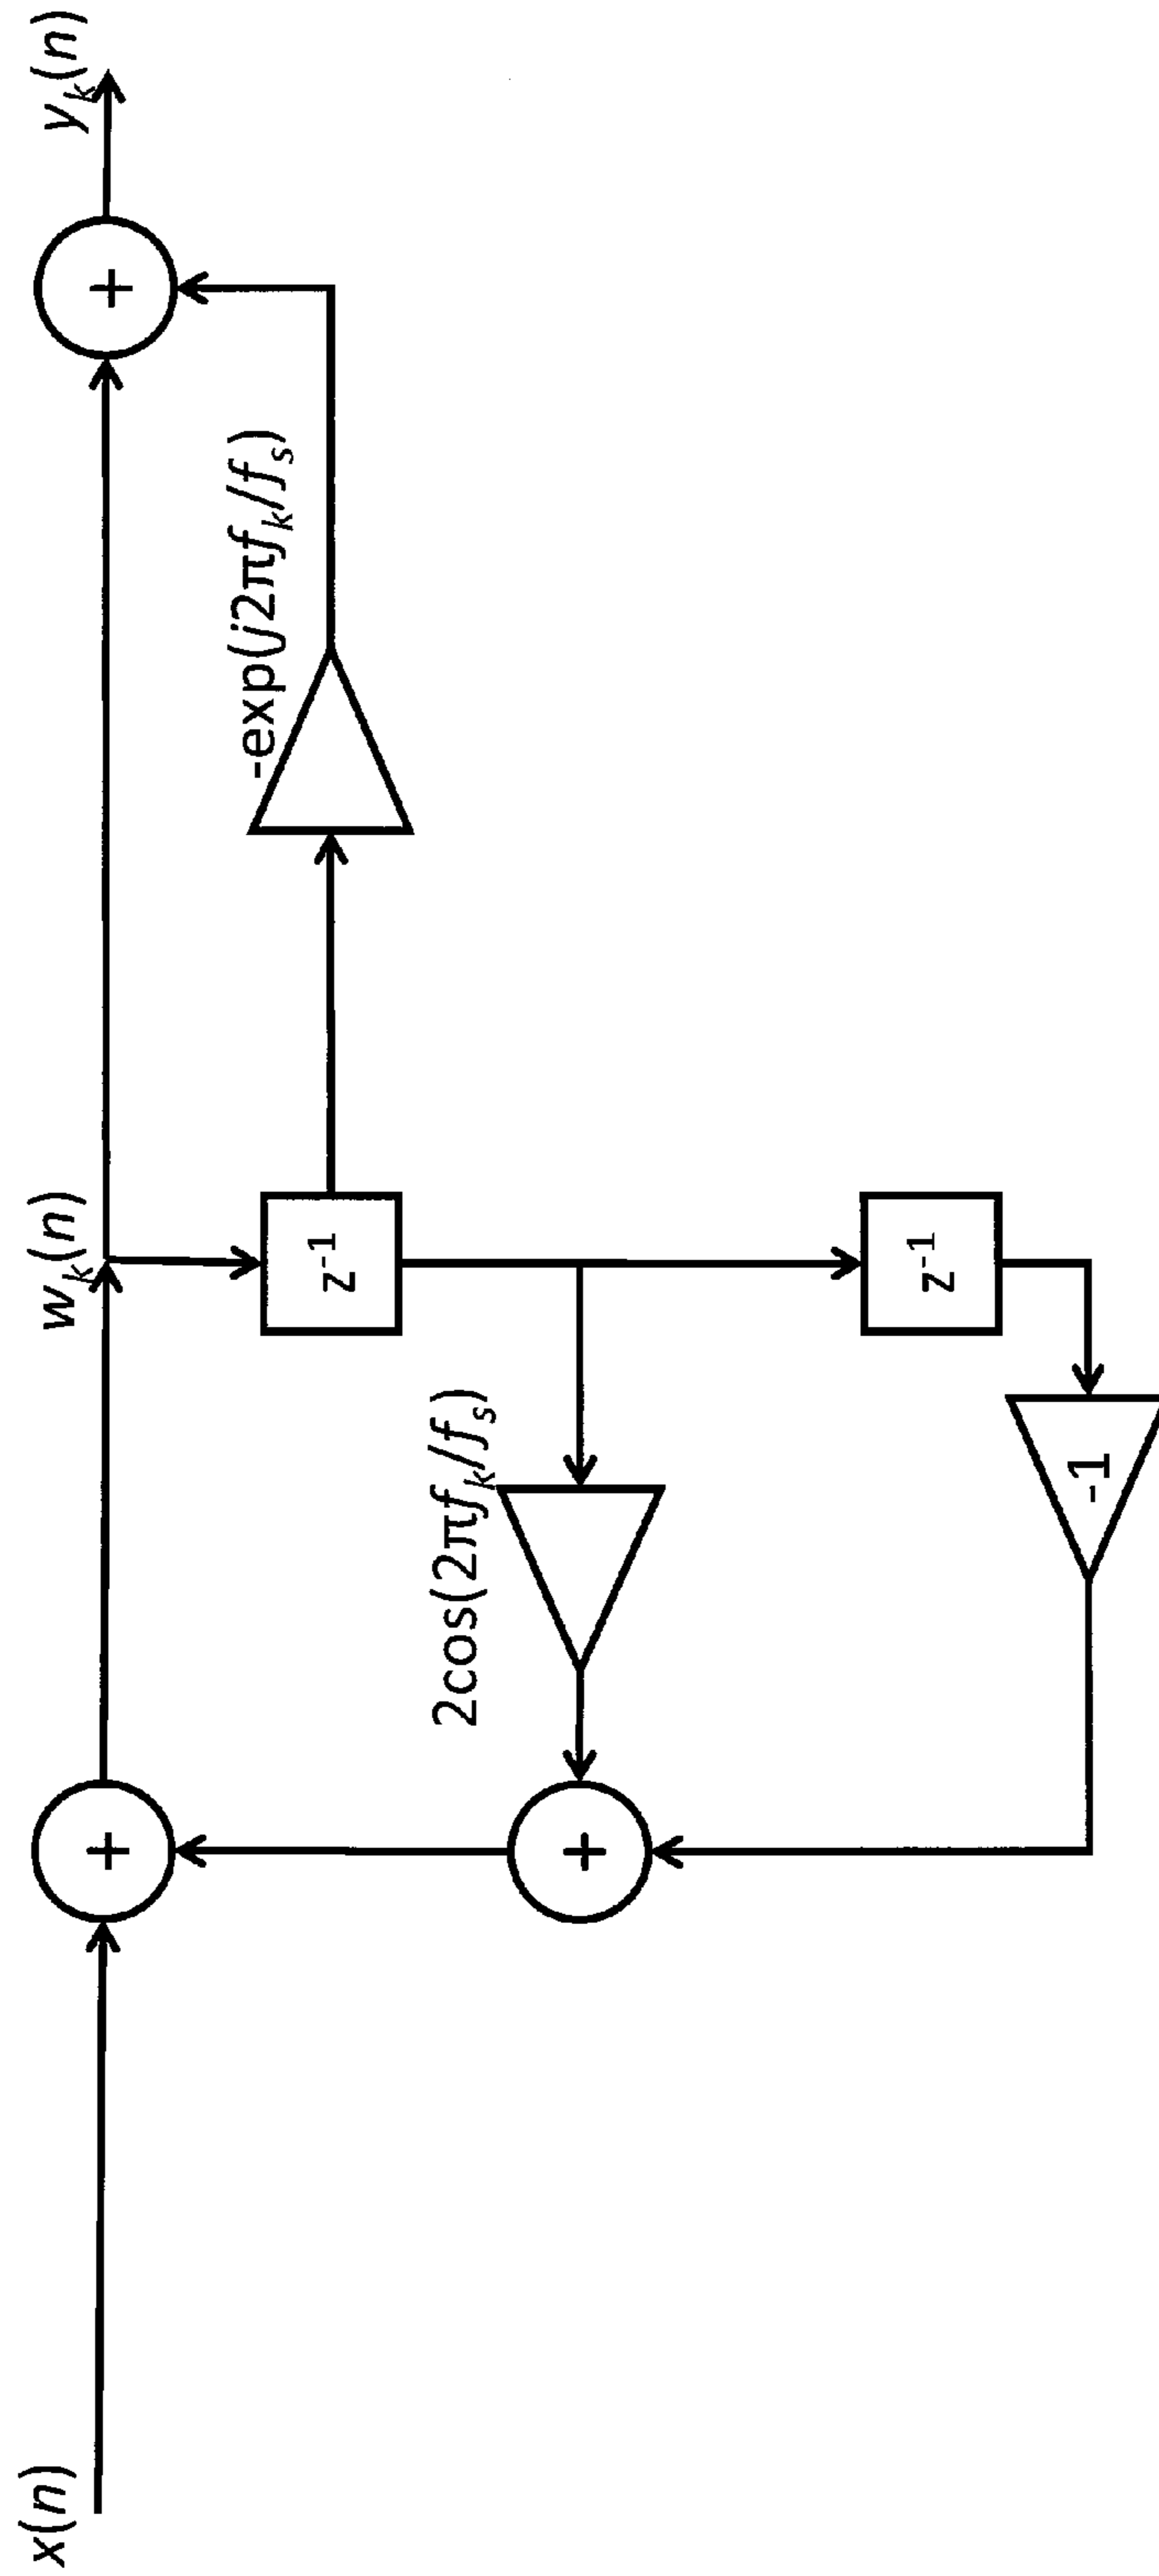 x(n)
w_k(n)
y_k(n)
+
+
z⁻¹
-exp(j2πf_k/f_s)
2cos(2πf_k/f_s)
+
z⁻¹
-1